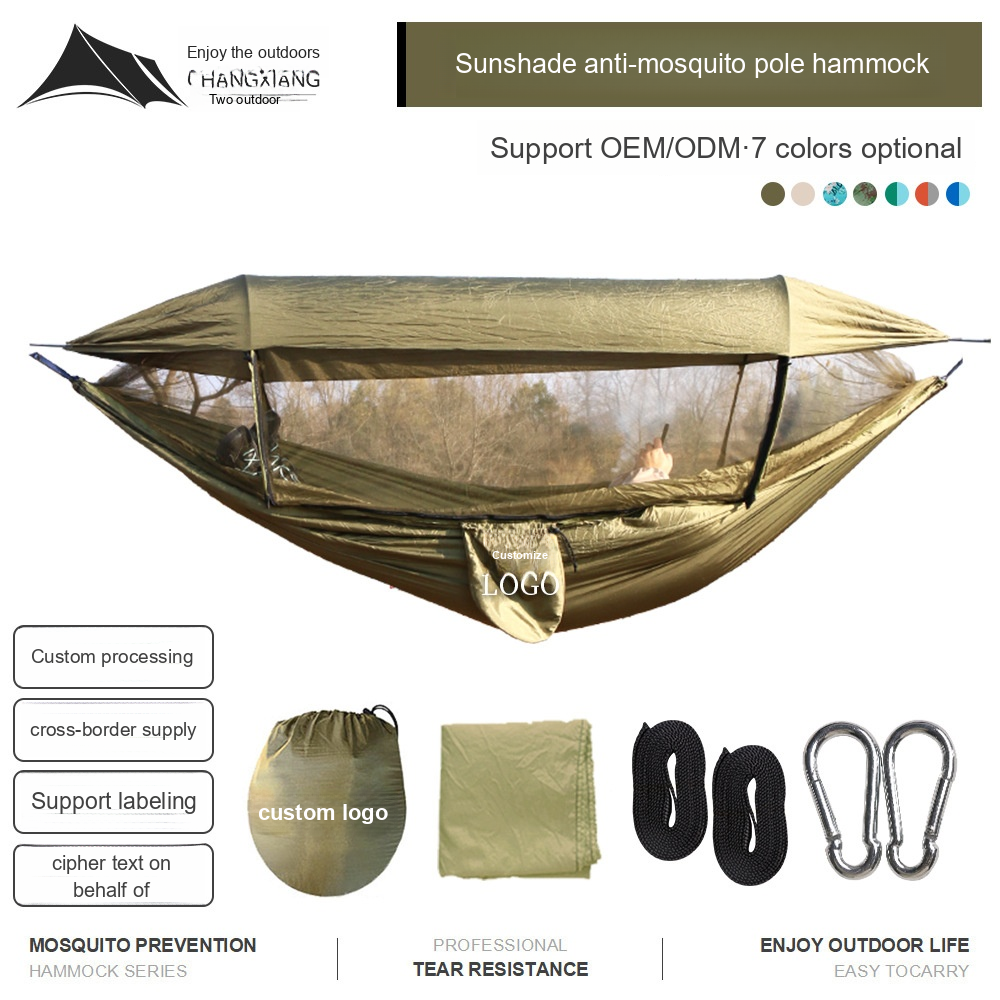 Enjoy the outdoors
CHANGXIANG
Two outdoor
Sunshade anti-mosquito pole hammock
Support OEM/ODM·7 colors optional
Customize
LOGO
Custom processing
cross-border supply
Support labeling
cipher text on
behalf of
custom logo
MOSQUITO PREVENTION
HAMMOCK SERIES
PROFESSIONAL
TEAR RESISTANCE
ENJOY OUTDOOR LIFE
EASY TOCARRY